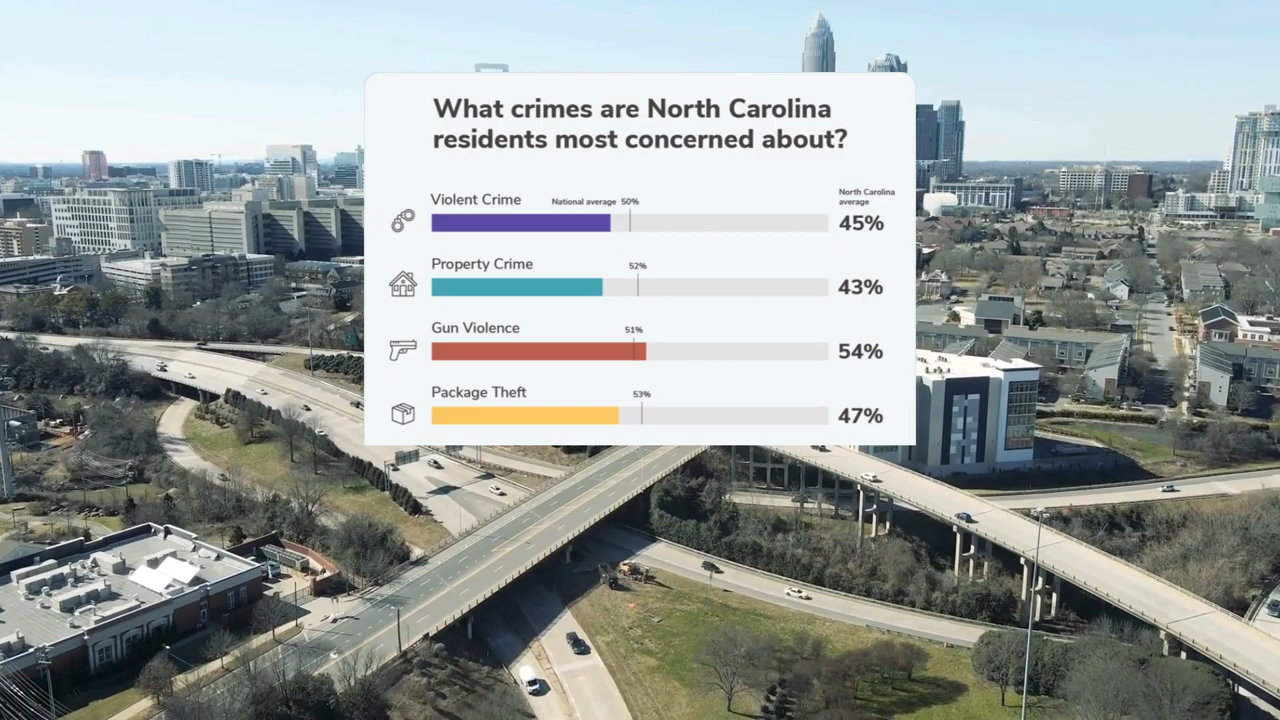 What crimes are North Carolina
residents most concerned about?
North Carolina
average
Violent Crime National average 50%
45%
Property Crime 52%
43%
Gun Violence 51%
54%
Package Theft 53%
47%